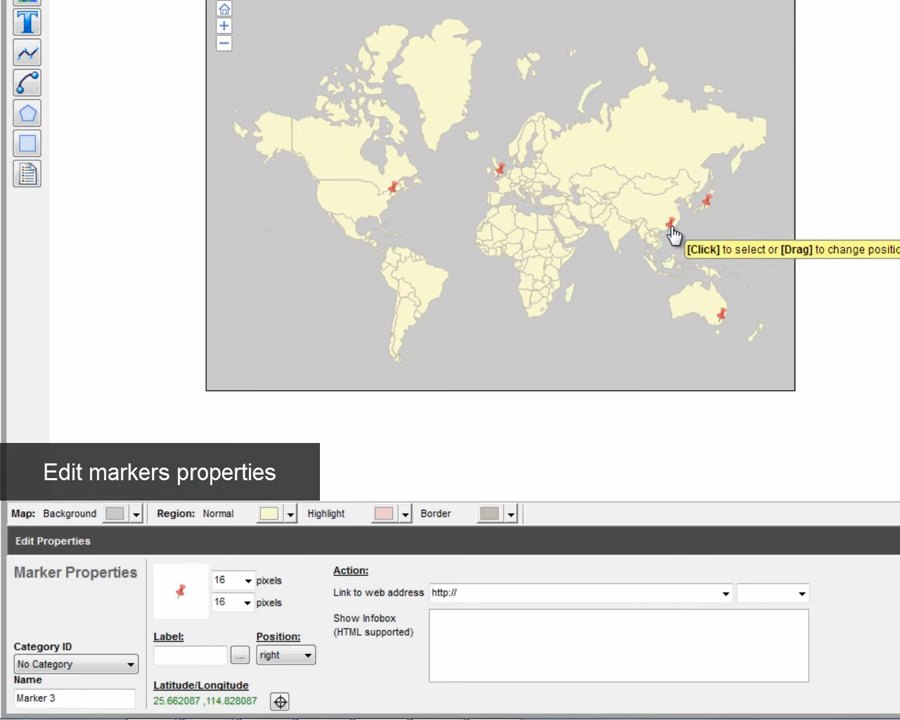 T
[Click] to select or [Drag] to change positio
Edit markers properties
Map: Background Region: Normal Highlight Border
Edit Properties
Marker Properties
16 pixels
16 pixels
Action:
Link to web address http://
Show Infobox
(HTML supported)
Label: Position:
... right
Category ID
No Category
Name
Marker 3
Latitude/Longitude
25.662087 ,114.828087